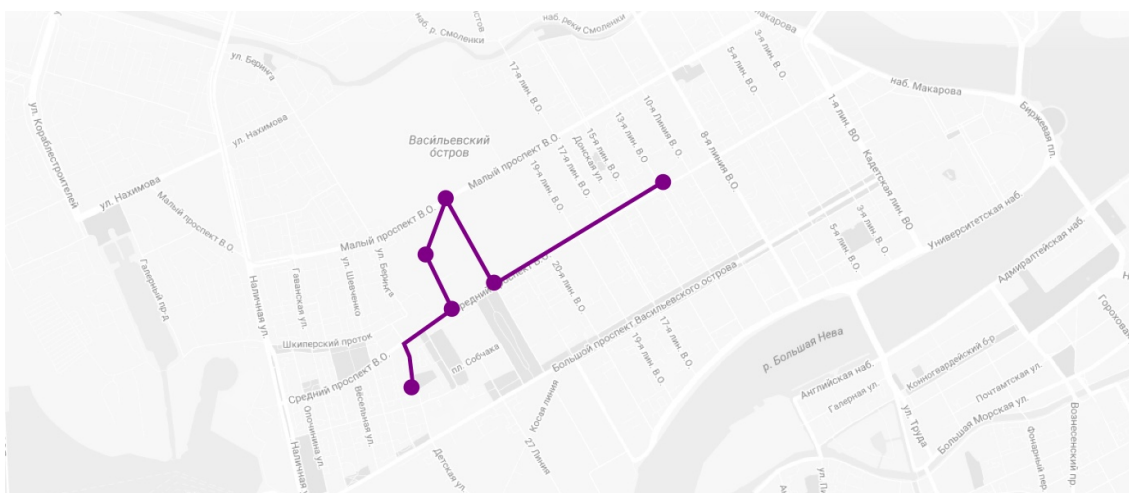 наб. р. Смоленки
наб. реки Смоленки
Макарова
5-я лин. В.О.
3-я лин. В.О.
наб. Макарова
Биржевая пл.
ул. Беринга
17-я лин. В.О.
ул. Кораблестроителей
ул. Нахимова
Васильевский
остров
Малый проспект В.О.
13-я лин. В.О.
10-я Линия В. О.
15-я лин. В.О.
Донская ул.
17-я лин. В.О.
19-я лин. В.О.
8-я линия В.О.
1-я лин. ВО
Кадетская лин. ВО
ул. Нахимова
Малый проспект В.О.
Малый проспект В.О.
Университетская наб.
3-я лин. В.О.
5-я лин. В.О.
Адмиралтейская наб.
Галерный пр-д
Наличная ул.
Гаванская ул.
ул. Шевченко
ул. Беринга
Средний проспект В.О.
20-я лин. В.О.
Большой проспект Васильевского острова
Гороховая
17-я лин. В.О.
19-я лин. В.О.
р. Большая Нева
Шкиперский проток
пл. Собчака
Средний проспект В.О.
Весельная ул.
Косая линия
27 Линия
Английская наб.
Галерная ул.
Конногвардейский б-р
Почтамтская ул.
Большая Морская ул.
ул. Труда
Вознесенский пр.
Фонарный пер
Опочинина ул.
Наличная ул.
Детская ул.